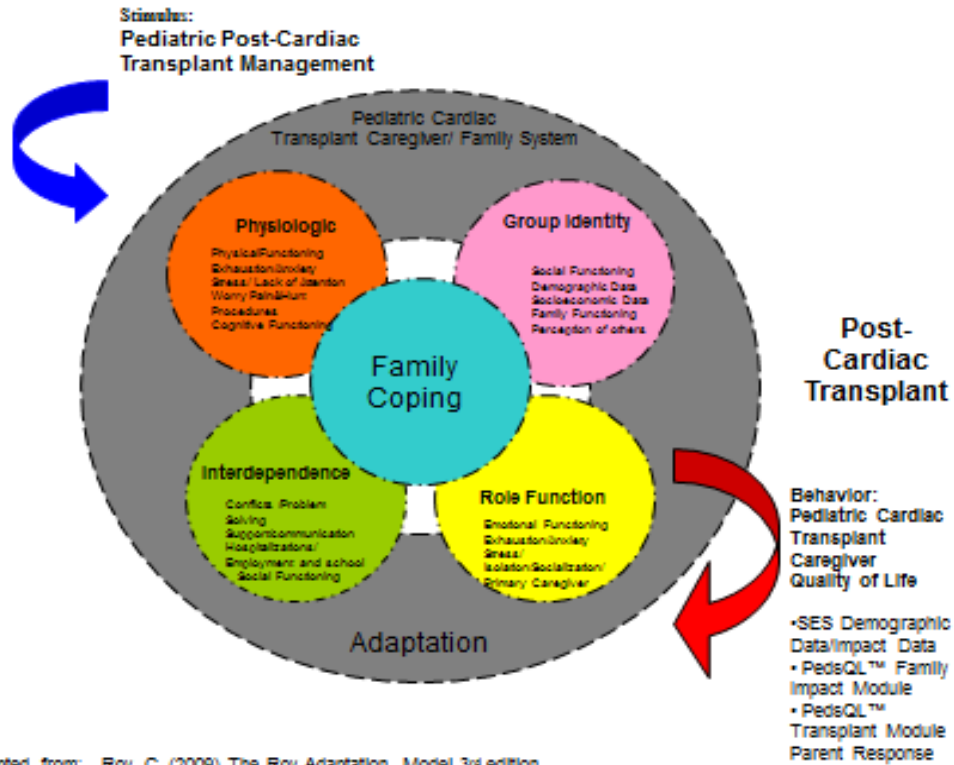 Stimulus:
Pediatric Post-Cardiac
Transplant Management
Pediatric Cardiac
Transplant Caregiver/ Family System
Physiologic
Physical Functioning
Exhaustion/Anxiety
Stress/ Lack of Attention
Worry Pain&Hurt
Procedures
Cognitive Functioning
Group Identity
Social Functioning
Demographic Data
Socioeconomic Data
Family Functioning
Perception of others
Family
Coping
Interdependence
Conflicts /Problem
Solving
Support/communication
Hospitalizations/
Employment and school
Social Functioning
Role Function
Emotional Functioning
Exhaustion/Anxiety
Stress/
Isolation/Socialization/
Primary Caregiver
Adaptation
Post-
Cardiac
Transplant
Behavior:
Pediatric Cardiac
Transplant
Caregiver
Quality of Life
•SES Demographic
Data/Impact Data
• PedsQL™ Family
Impact Module
• PedsQL™
Transplant Module
Parent Response
from: Roy, C. (2009) The Roy Adaptation Model 3rd edition